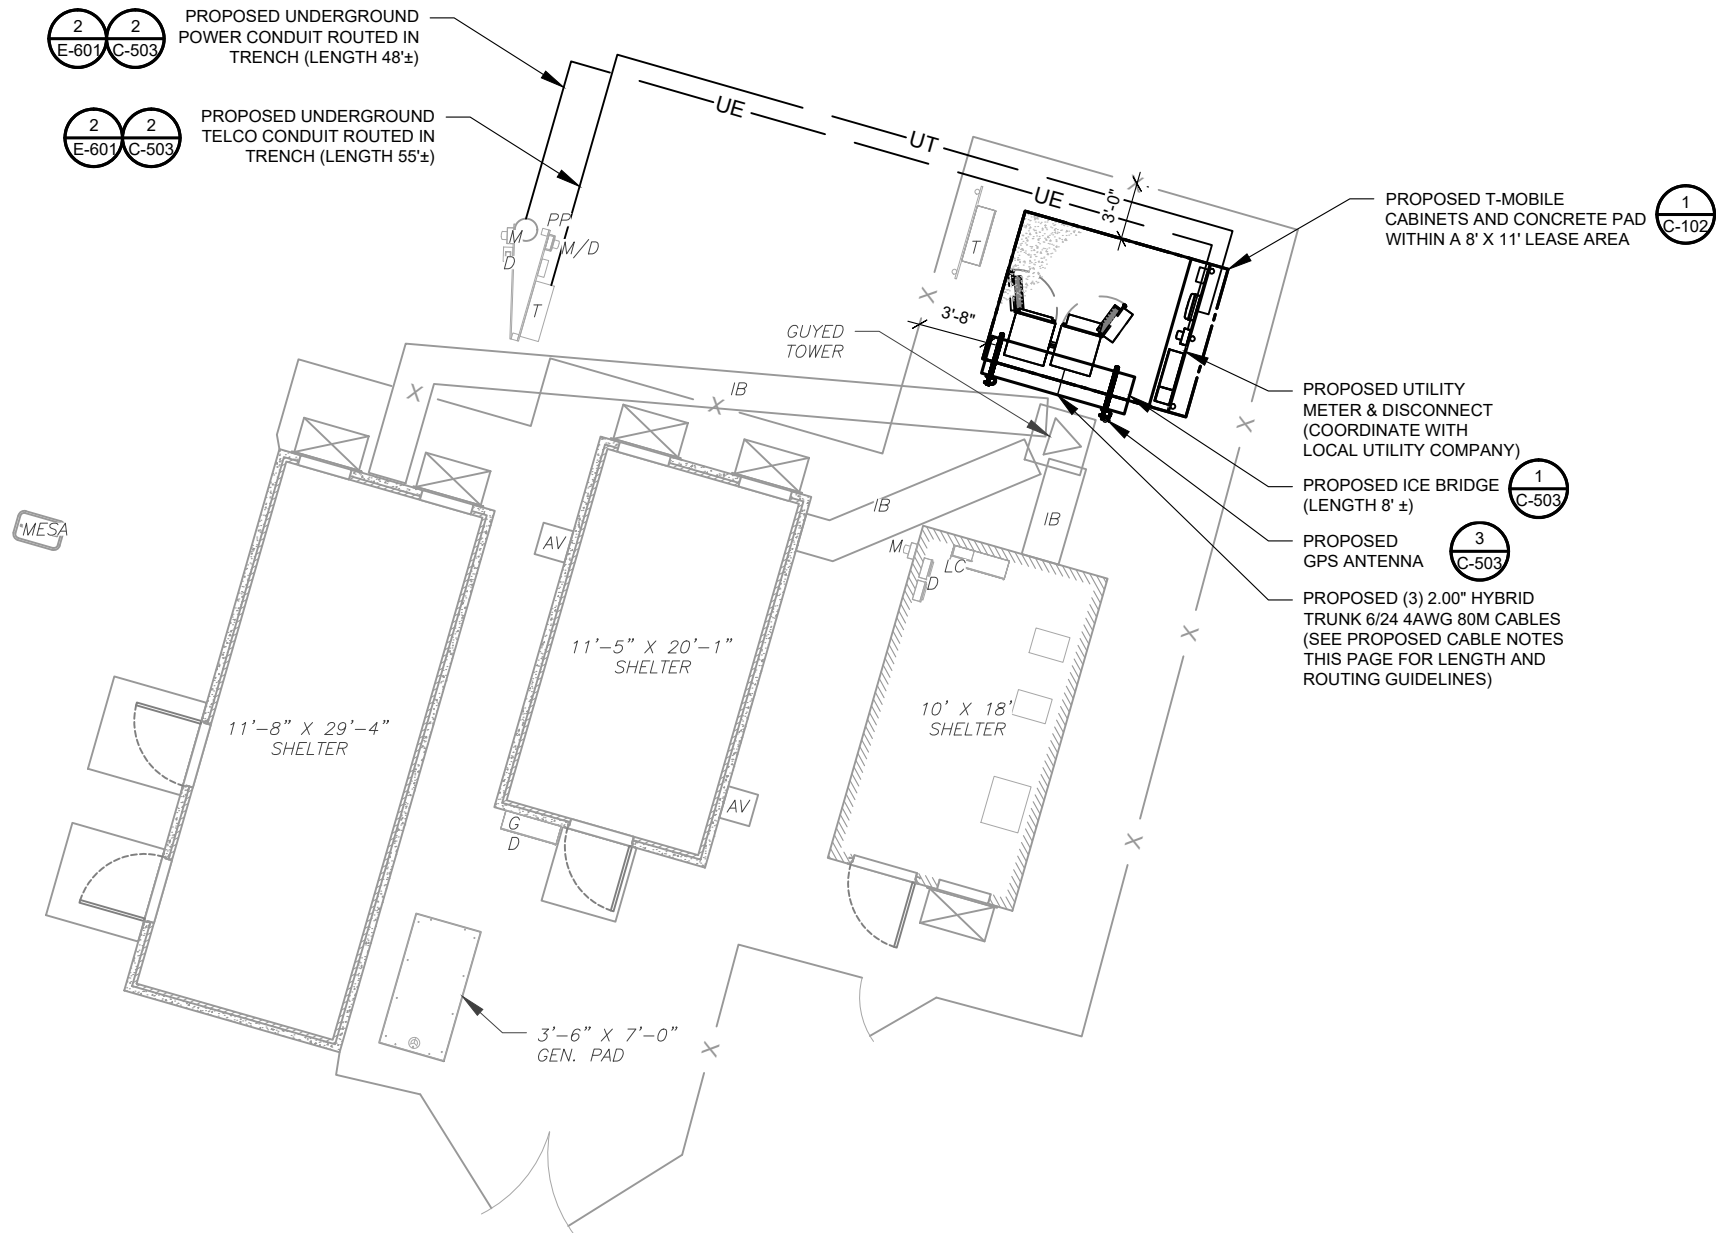 2
E-601
2
C-503
PROPOSED UNDERGROUND
POWER CONDUIT ROUTED IN
TRENCH (LENGTH 48'±)
2
E-601
2
C-503
PROPOSED UNDERGROUND
TELCO CONDUIT ROUTED IN
TRENCH (LENGTH 55'±)
UE
UT
UE
X
3'-0"
PROPOSED T-MOBILE
CABINETS AND CONCRETE PAD
WITHIN A 8' X 11' LEASE AREA
1
C-102
M
D
PP
M/D
T
T
X
3'-8"
GUYED
TOWER
X
IB
X
X
PROPOSED UTILITY
METER & DISCONNECT
(COORDINATE WITH
LOCAL UTILITY COMPANY)
PROPOSED ICE BRIDGE
(LENGTH 8' ±)
1
C-503
PROPOSED
GPS ANTENNA
3
C-503
PROPOSED (3) 2.00" HYBRID
TRUNK 6/24 4AWG 80M CABLES
(SEE PROPOSED CABLE NOTES
THIS PAGE FOR LENGTH AND
ROUTING GUIDELINES)
IB
IB
MESA
AV
M
LC
D
X
11'-5" X 20'-1"
SHELTER
11'-8" X 29'-4"
SHELTER
10' X 18'
SHELTER
AV
G
D
X
3'-6" X 7'-0"
GEN. PAD
X